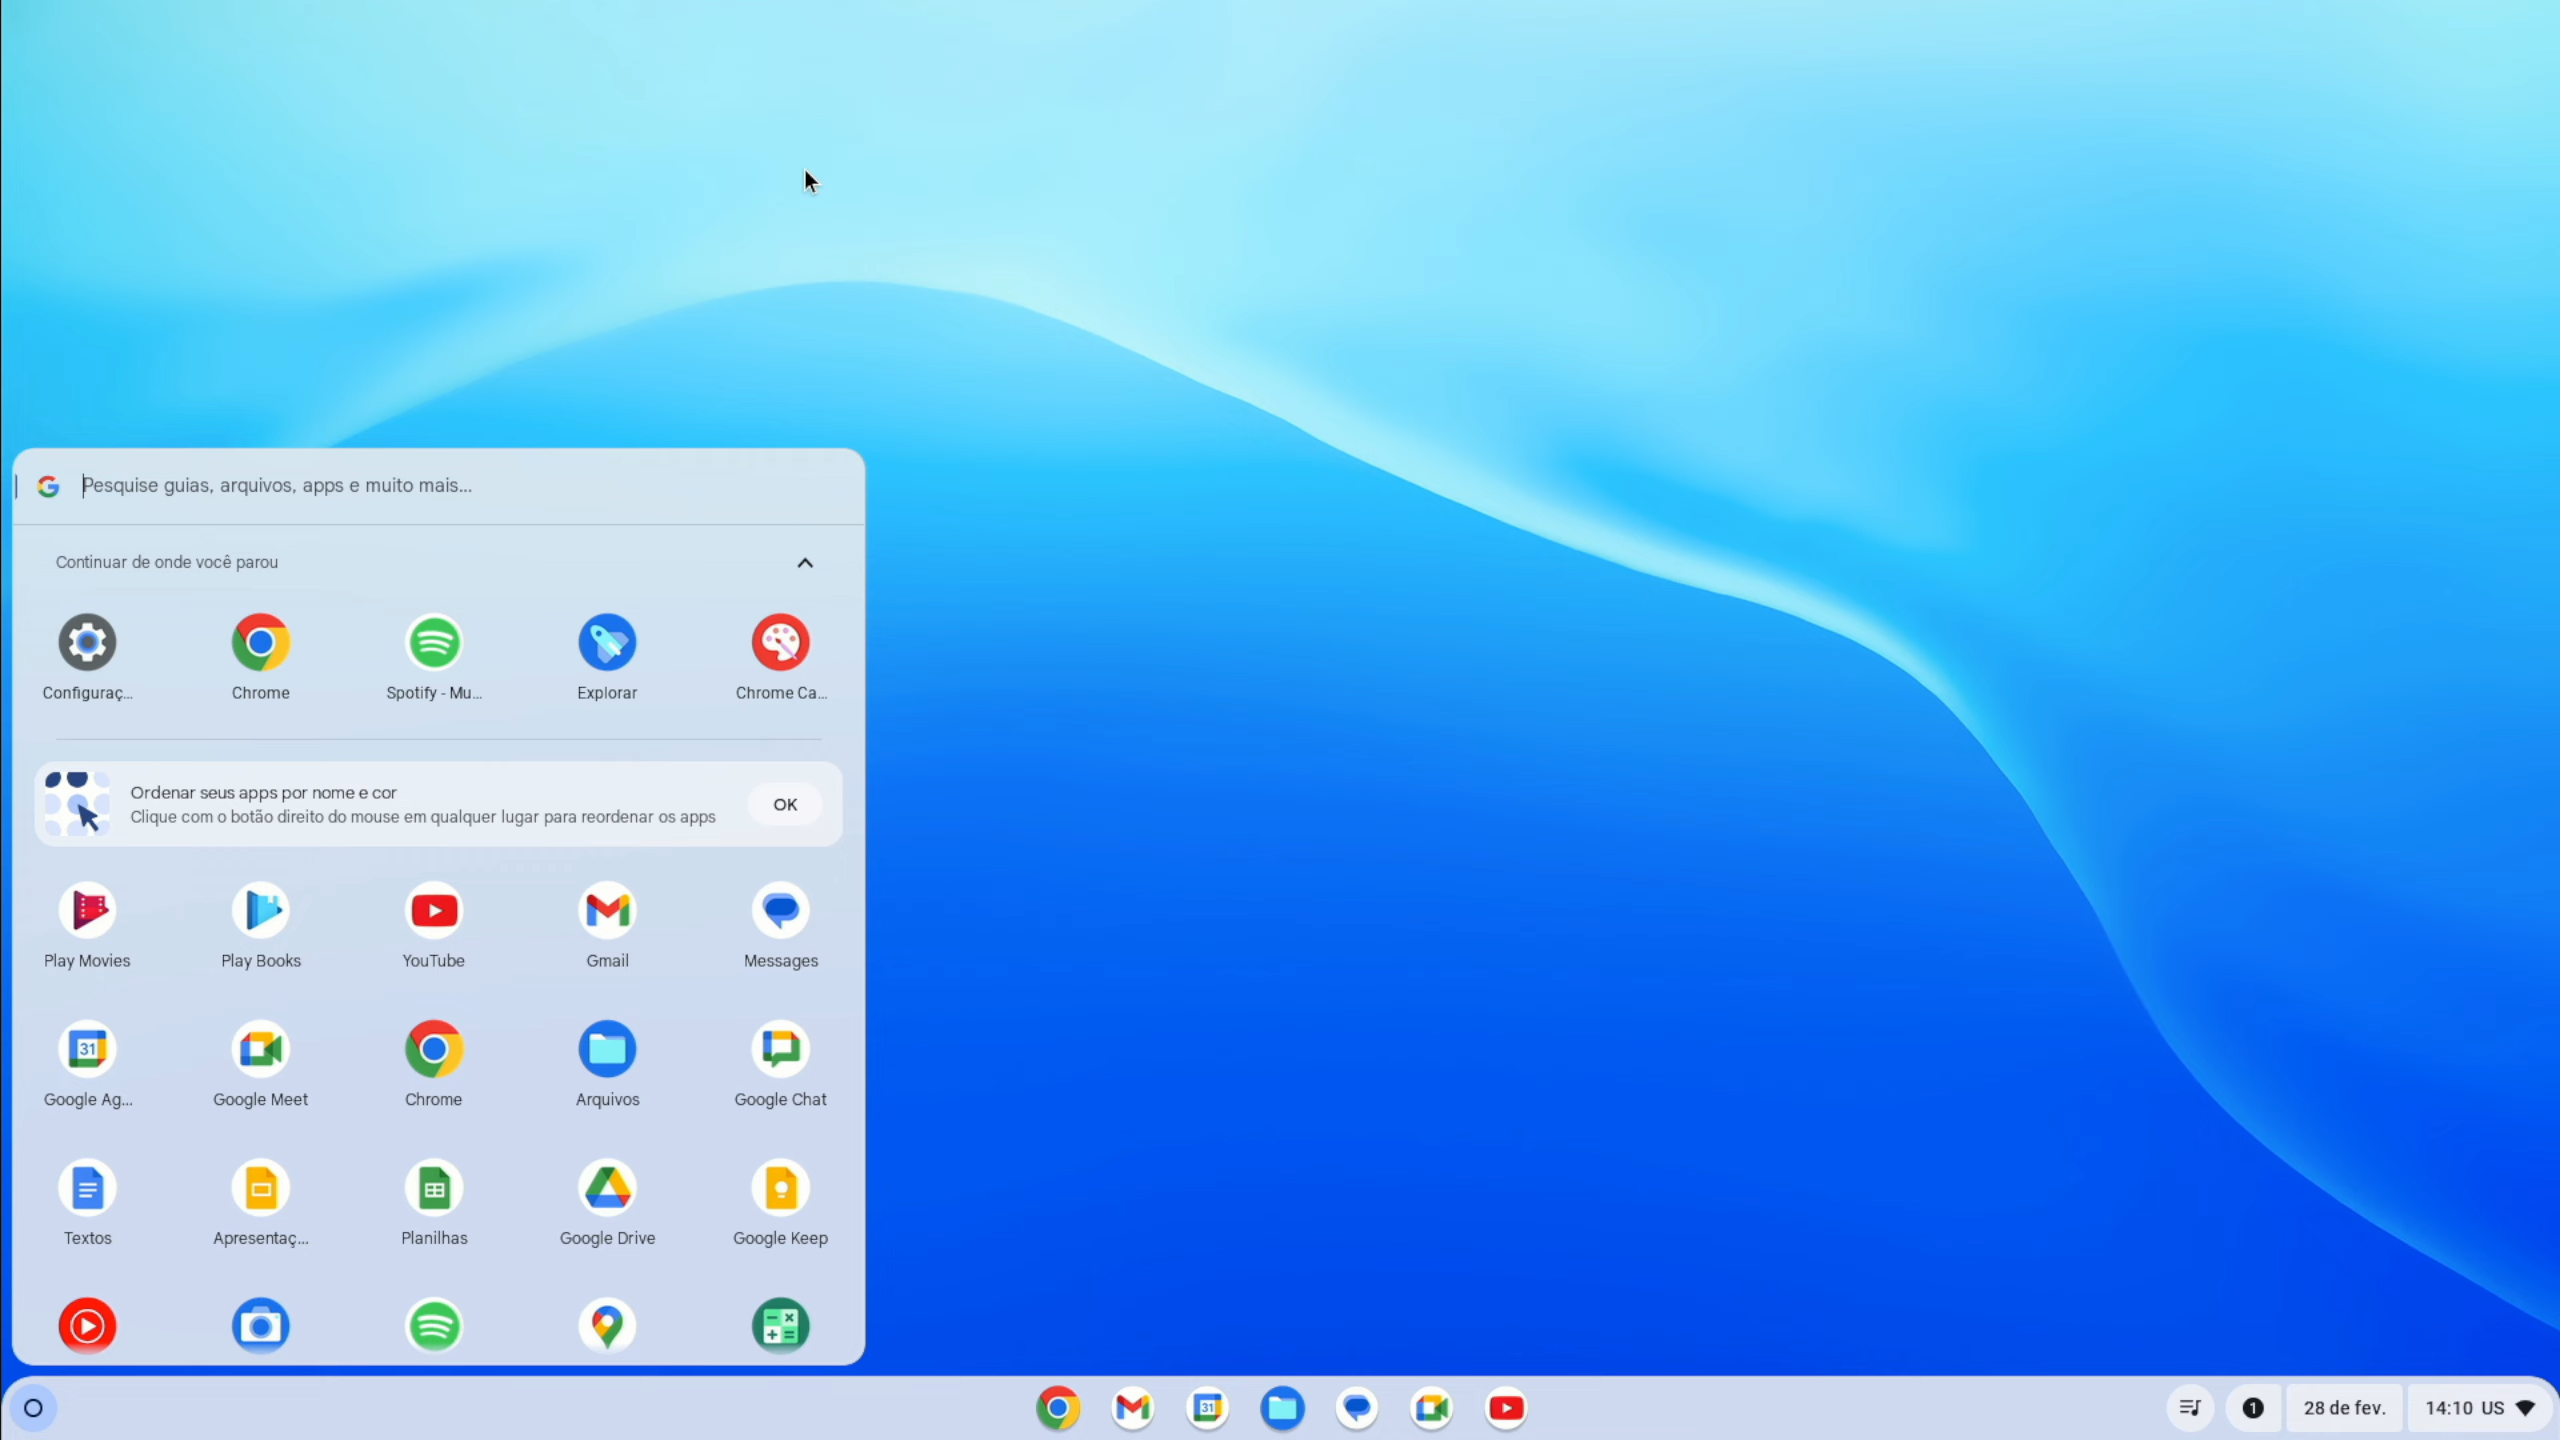 Pesquise guias, arquivos, apps e muito mais...
Continuar de onde você parou
Configuraç...
Chrome
Spotify - Mu...
Explorar
Chrome Ca...
Ordenar seus apps por nome e cor
Clique com o botão direito do mouse em qualquer lugar para reordenar os apps
OK
Play Movies
Play Books
YouTube
Gmail
Messages
31
Google Ag...
Google Meet
Chrome
Arquivos
Google Chat
Textos
Apresentaç...
Planilhas
Google Drive
Google Keep
31
1
28 de fev.
14:10 US